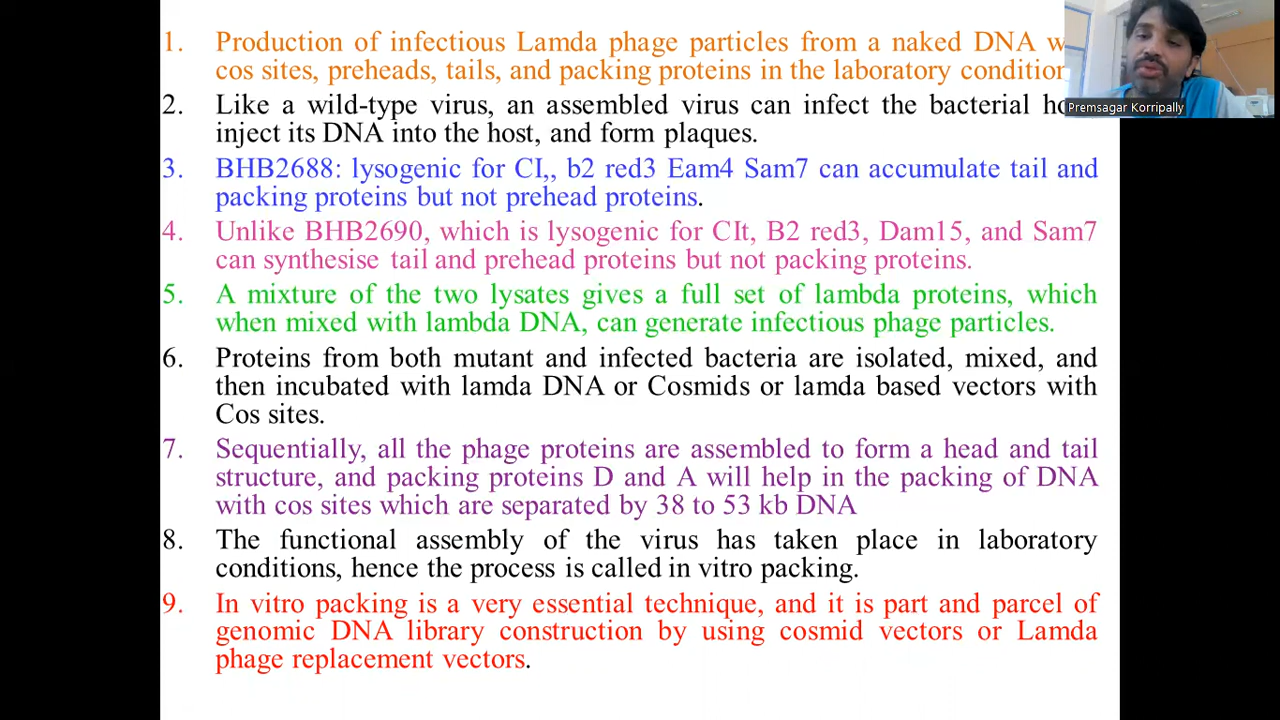 1. Production of infectious Lamda phage particles from a naked DNA
cos sites, preheads, tails, and packing proteins in the laboratory condition
2. Like a wild-type virus, an assembled virus can infect the bacterial
inject its DNA into the host, and form plaques.
3. BHB2688: lysogenic for CI,, b2 red3 Eam4 Sam7 can accumulate tail and
packing proteins but not prehead proteins.
4. Unlike BHB2690, which is lysogenic for CIt, B2 red3, Dam15, and Sam7
can synthesise tail and prehead proteins but not packing proteins.
5. A mixture of the two lysates gives a full set of lambda proteins, which
when mixed with lambda DNA, can generate infectious phage particles.
6. Proteins from both mutant and infected bacteria are isolated, mixed, and
then incubated with lamda DNA or Cosmids or lamda based vectors with
Cos sites.
7. Sequentially, all the phage proteins are assembled to form a head and tail
structure, and packing proteins D and A will help in the packing of DNA
with cos sites which are separated by 38 to 53 kb DNA
8. The functional assembly of the virus has taken place in laboratory
conditions, hence the process is called in vitro packing.
9. In vitro packing is a very essential technique, and it is part and parcel of
genomic DNA library construction by using cosmid vectors or Lamda
phage replacement vectors.
Premsagar Korripally